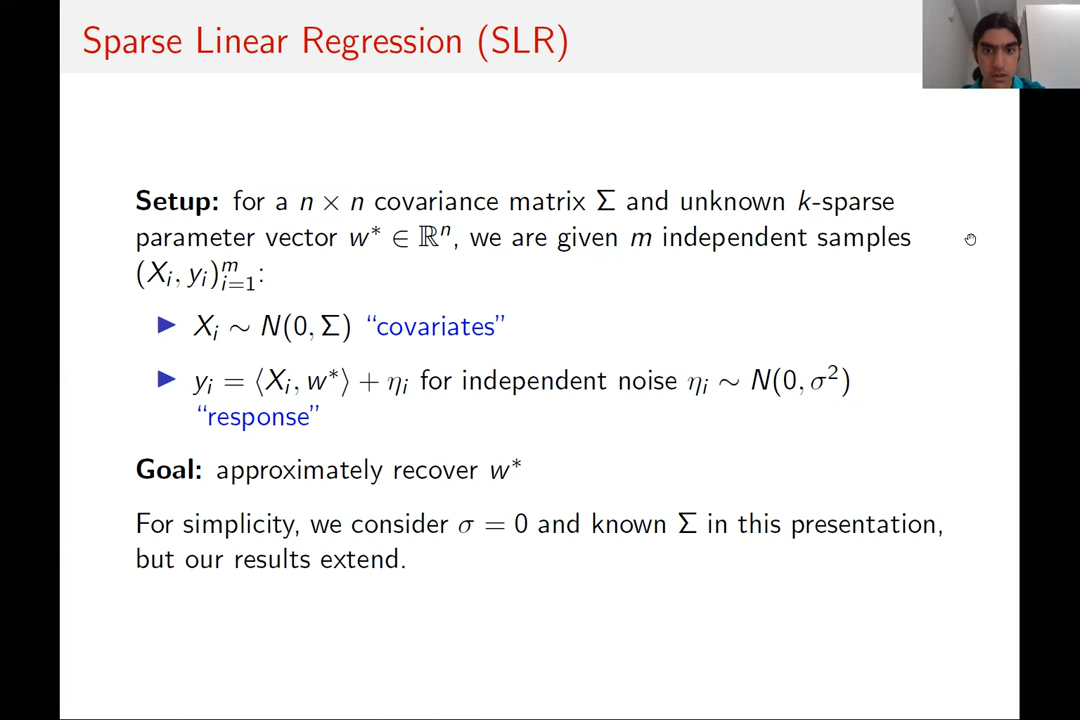 Sparse Linear Regression (SLR)
Setup: for a n × n covariance matrix Σ and unknown k-sparse
parameter vector w* ∈ ℝⁿ, we are given m independent samples
(Xᵢ, yᵢ)ᵐᵢ₌₁:
▶ Xᵢ ∼ N(0, Σ) “covariates”
▶ yᵢ = ⟨Xᵢ, w*⟩ + ηᵢ for independent noise ηᵢ ∼ N(0, σ²)
“response”
Goal: approximately recover w*
For simplicity, we consider σ = 0 and known Σ in this presentation,
but our results extend.